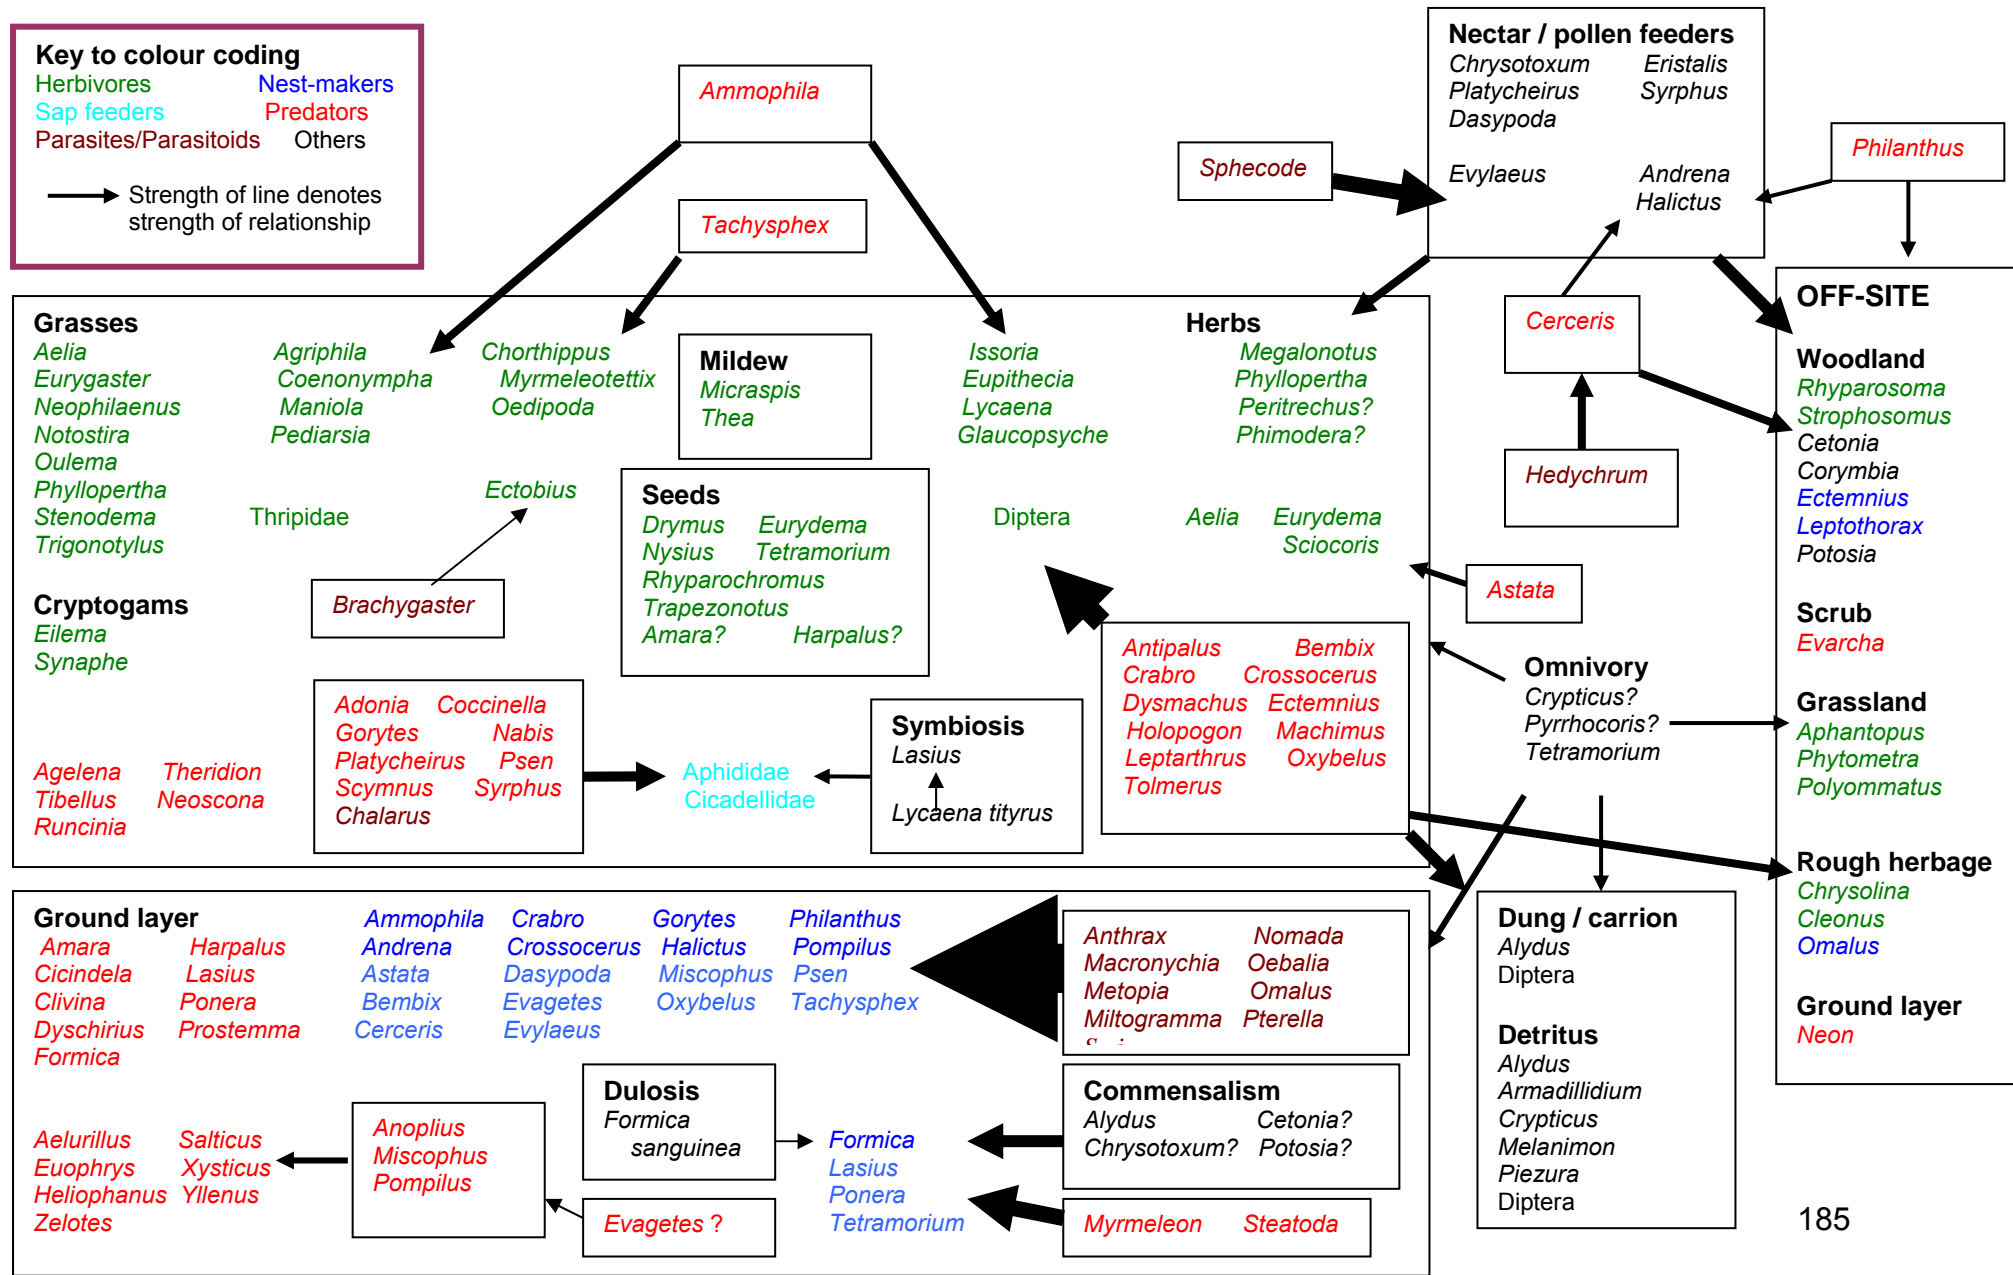 Key to colour coding
Herbivores Nest-makers
Sap feeders Predators
Parasites/Parasitoids Others
Strength of line denotes
strength of relationship
Ammophila
Tachysphex
Sphecode
Nectar / pollen feeders
Chrysotoxum Eristalis
Platycheirus Syrphus
Dasypoda
Evylaeus Andrena
Halictus
Philanthus
Cerceris
Hedychrum
Astata
Grasses
Aelia Agriphila Chorthippus
Eurygaster Coenonympha Myrmeleotettix
Neophilaenus Maniola Oedipoda
Notostira Pediarsia
Oulema
Phyllopertha Ectobius
Stenodema Thripidae
Trigonotylus
Brachygaster
Cryptogams
Eilema
Synaphe
Mildew
Micraspis
Thea
Seeds
Drymus Eurydema
Nysius Tetramorium
Rhyparochromus
Trapezonotus
Amara? Harpalus?
Herbs
Issoria Megalonotus
Eupithecia Phyllopertha
Lycaena Peritrechus?
Glaucopsyche Phimodera?
Diptera Aelia Eurydema
Sciocoris
Agelena Theridion
Tibellus Neoscona
Runcinia
Adonia Coccinella
Gorytes Nabis
Platycheirus Psen
Scymnus Syrphus
Chalarus
Aphididae
Cicadellidae
Symbiosis
Lasius
Lycaena tityrus
Antipalus Bembix
Crabro Crossocerus
Dysmachus Ectemnius
Holopogon Machimus
Leptarthrus Oxybelus
Tolmerus
Omnivory
Crypticus?
Pyrrhocoris?
Tetramorium
OFF-SITE
Woodland
Rhyparosoma
Strophosomus
Cetonia
Corymbia
Ectemnius
Leptothorax
Potosia
Scrub
Evarcha
Grassland
Aphantopus
Phytometra
Polyommatus
Rough herbage
Chrysolina
Cleonus
Omalus
Ground layer
Neon
Ground layer
Amara Harpalus
Cicindela Lasius
Clivina Ponera
Dyschirius Prostemma
Formica
Ammophila Crabro Gorytes Philanthus
Andrena Crossocerus Halictus Pompilus
Astata Dasypoda Miscophus Psen
Bembix Evagetes Oxybelus Tachysphex
Cerceris Evylaeus
Anthrax Nomada
Macronychia Oebalia
Metopia Omalus
Miltogramma Pterella
Aelurillus Salticus
Euophrys Xysticus
Heliophanus Yllenus
Zelotes
Anoplius
Miscophus
Pompilus
Evagetes ?
Dulosis
Formica
sanguinea
Formica
Lasius
Ponera
Tetramorium
Commensalism
Alydus Cetonia?
Chrysotoxum? Potosia?
Myrmeleon Steatoda
Dung / carrion
Alydus
Diptera
Detritus
Alydus
Armadillidium
Crypticus
Melanimon
Piezura
Diptera
185